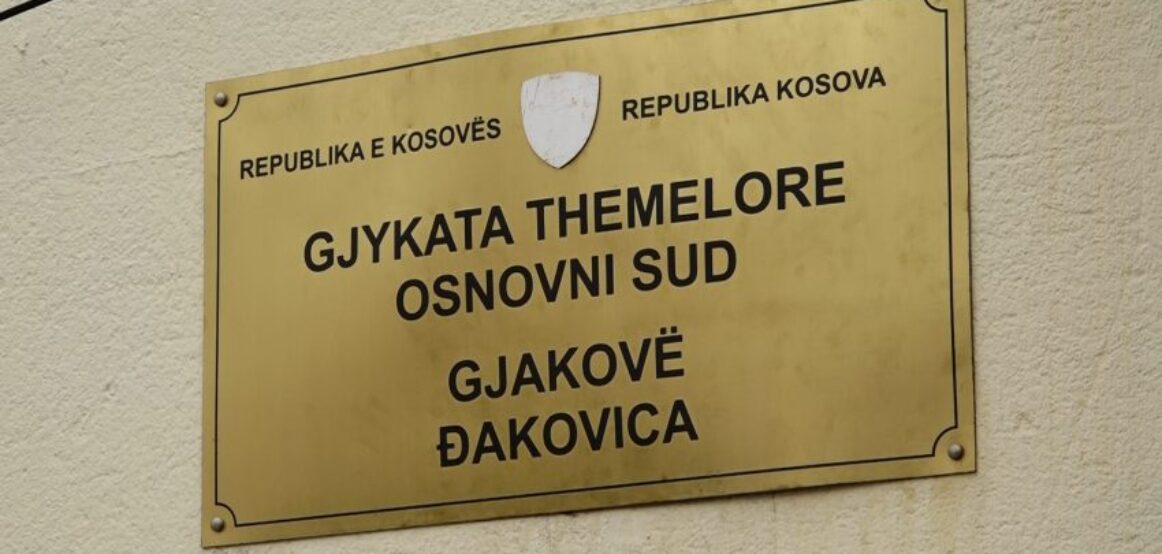 REPUBLIKA E KOSOVËS REPUBLIKA KOSOVA
GJYKATA THEMELORE
OSNOVNI SUD
GJAKOVË
ĐAKOVICA